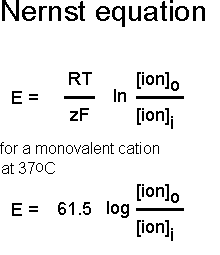 Nernst equation
E = RT/zF ln [ion]o/[ion]i
for a monovalent cation
at 37oC
E = 61.5 log [ion]o/[ion]i